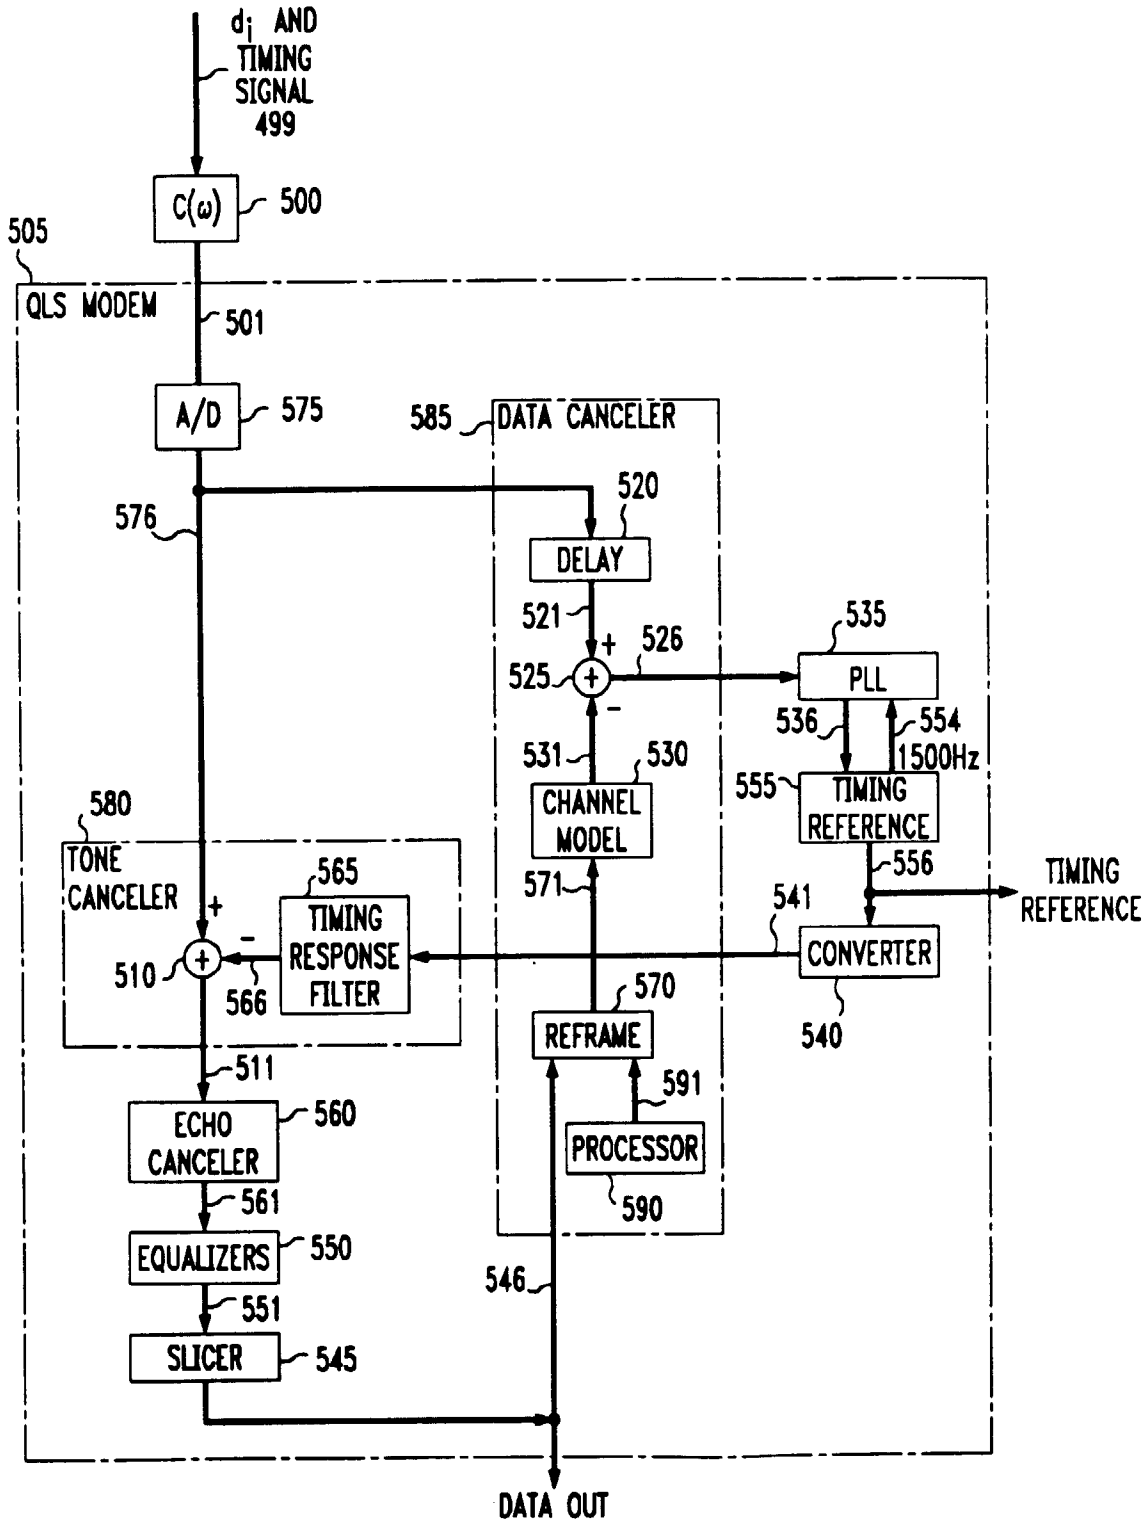 di AND
TIMING
SIGNAL
499
C(ω)
500
505
QLS MODEM
501
A/D
575
585
DATA CANCELER
576
520
DELAY
521
+
525
+
526
535
PLL
-
536
554
1500Hz
531
530
CHANNEL
MODEL
555
TIMING
REFERENCE
580
TONE
CANCELER
571
556
TIMING
REFERENCE
565
TIMING
RESPONSE
FILTER
541
CONVERTER
540
+
-
510
+
566
570
REFRAME
511
591
PROCESSOR
590
ECHO
CANCELER
560
561
EQUALIZERS
550
546
551
SLICER
545
DATA OUT